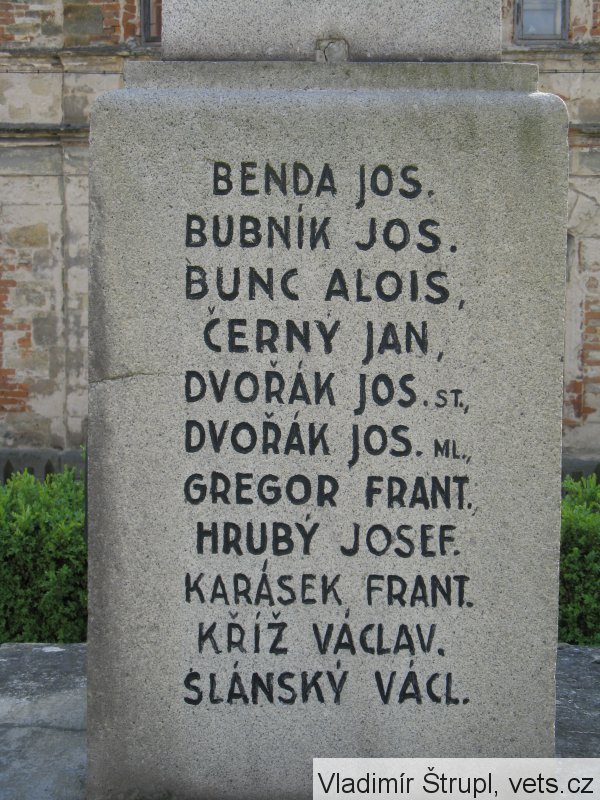 BENDA JOS.
BUBNÍK JOS.
BUNC ALOIS,
ČERNÝ JAN,
DVOŘÁK JOS. ST.,
DVOŘÁK JOS. ML.,
GREGOR FRANT.,
HRUBÝ JOSEF.
KARÁSEK FRANT.
KŘÍŽ VÁCLAV.
SLÁNSKÝ VÁCL.
Vladimír Štrupl, vets.cz